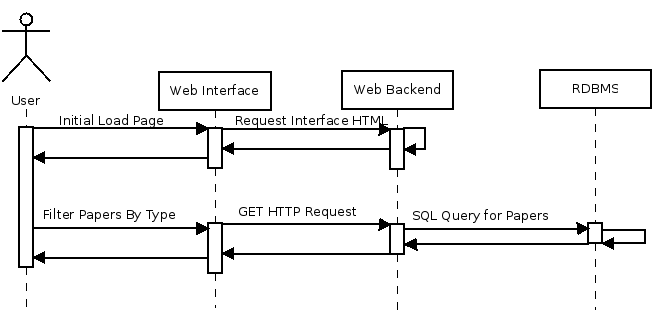 User
Web Interface
Web Backend
RDBMS
Initial Load Page
Request Interface HTML
Filter Papers By Type
GET HTTP Request
SQL Query for Papers